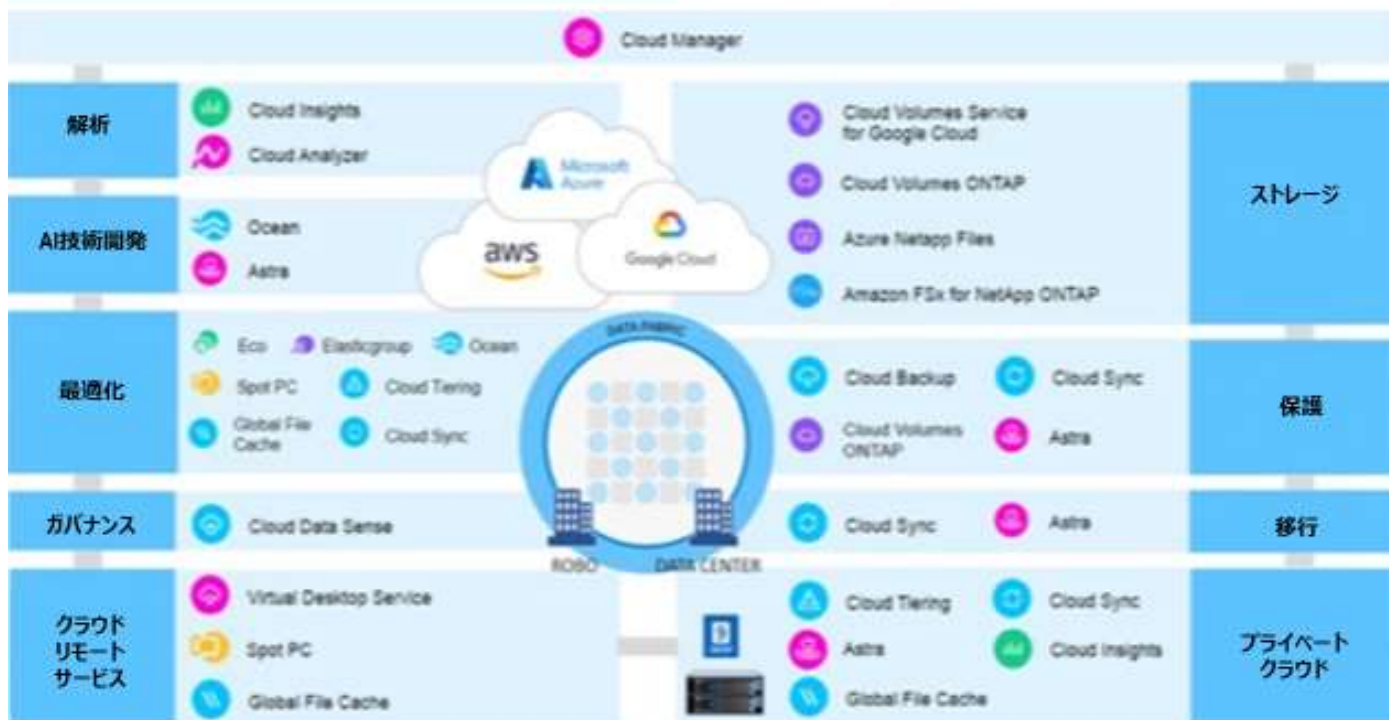 Cloud Manager
解析
Cloud Insights
Cloud Analyzer
AI技術開発
Ocean
Astra
最適化
Eco
Elasticgroup
Ocean
Spot PC
Cloud Tiering
Global File
Cache
Cloud Sync
ガバナンス
Cloud Data Sense
クラウド
リモート
サービス
Virtual Desktop Service
Spot PC
Global File Cache
Microsoft
Azure
aws
Google Cloud
DATA FABRIC
ROBO
DATA CENTER
9
Cloud Volumes Service
for Google Cloud
Cloud Volumes ONTAP
Azure Netapp Files
Amazon FSx for NetApp ONTAP
ストレージ
Cloud Backup
Cloud Sync
Cloud Volumes
ONTAP
Astra
保護
Cloud Sync
Astra
移行
Cloud Tiering
Cloud Sync
Astra
Cloud Insights
Global File Cache
プライベート
クラウド